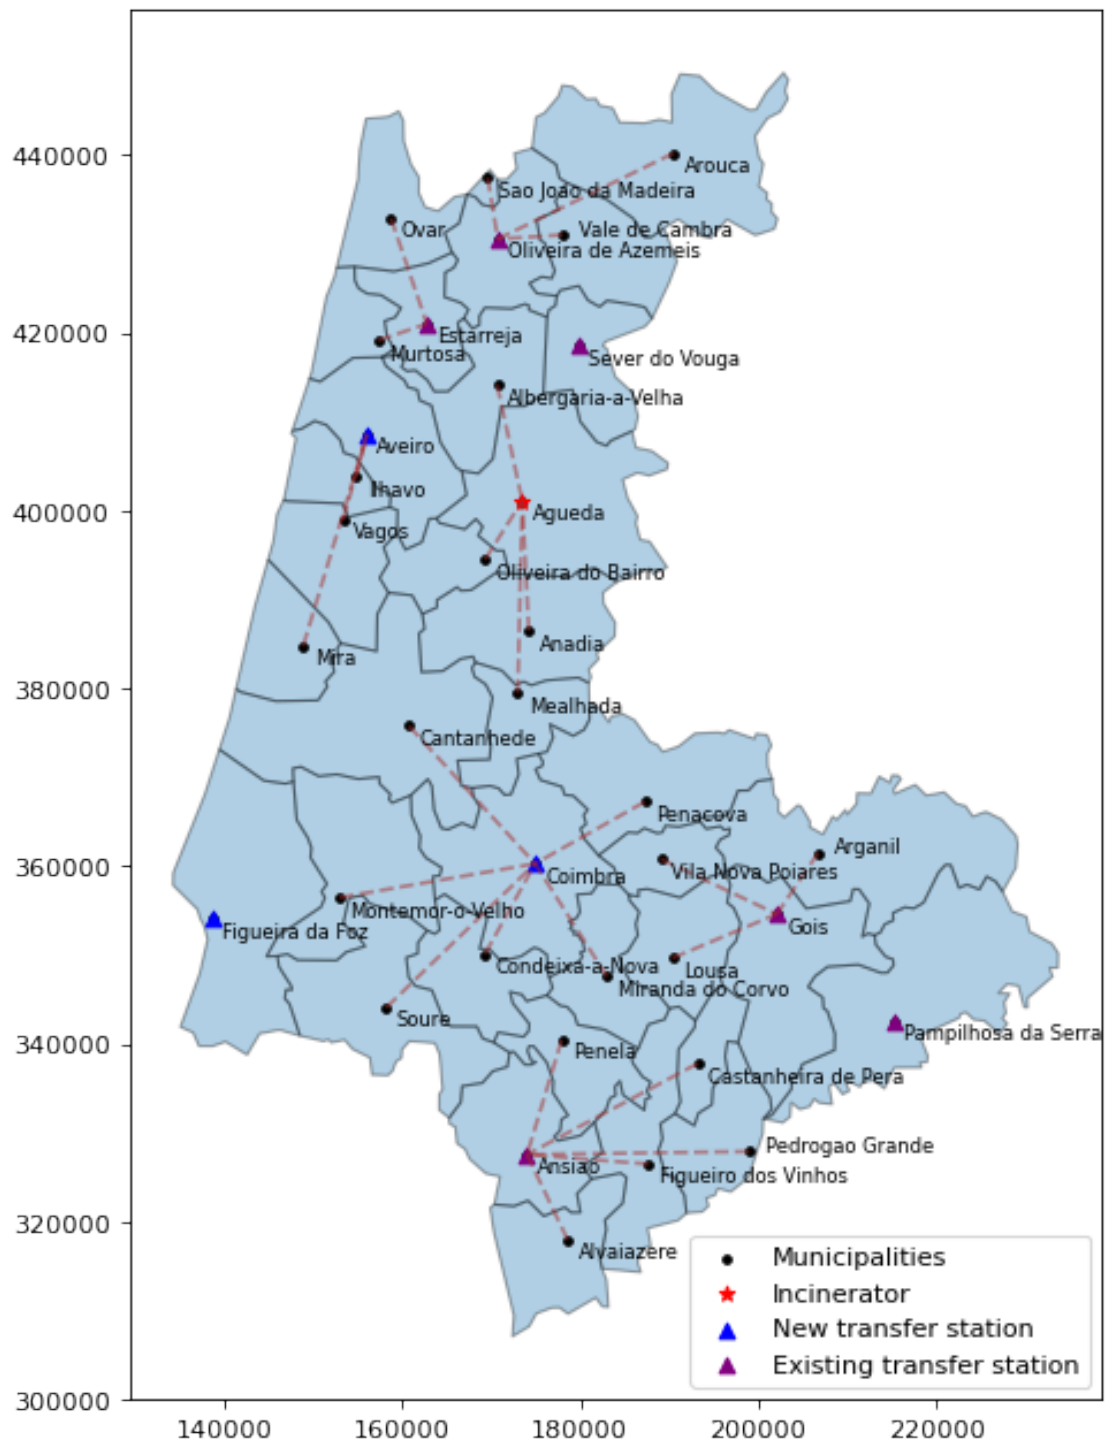 440000
420000
400000
380000
360000
340000
320000
300000
Arouca
Sao Joao da Madeira
Ovar
Vale de Cambra
Oliveira de Azemeis
Estarreja
Murtosa
Sever do Vouga
Albergaria-a-Velha
Aveiro
Ilhavo
Agueda
Vagos
Oliveira do Bairro
Anadia
Mira
Mealhada
Cantanhede
Penacova
Arganil
Vila Nova Poiares
Coimbra
Montemor-o-Velho
Gois
Figueira da Foz
Condeixa-a-Nova
Lousa
Miranda do Corvo
Soure
Pampilhosa da Serra
Penela
Castanheira de Pera
Pedrogao Grande
Ansiao
Figueiro dos Vinhos
Alvaiazere
Municipalities
Incinerator
New transfer station
Existing transfer station
140000 160000 180000 200000 220000